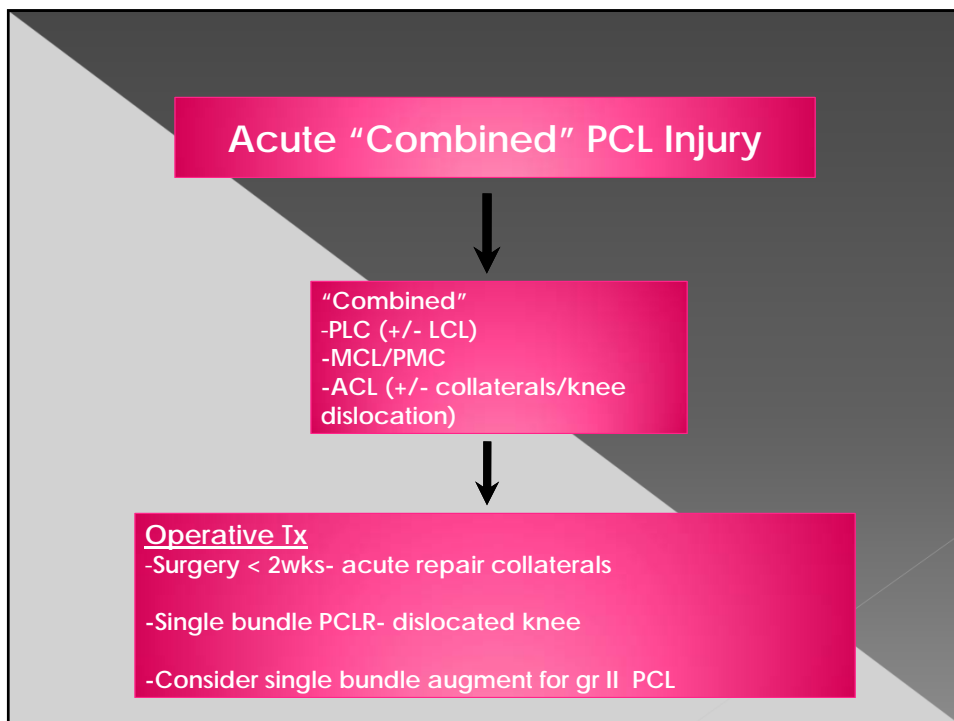 Acute “Combined” PCL Injury
“Combined”
-PLC (+/- LCL)
-MCL/PMC
-ACL (+/- collaterals/knee
dislocation)
Operative Tx
-Surgery < 2wks- acute repair collaterals
-Single bundle PCLR- dislocated knee
-Consider single bundle augment for gr II  PCL